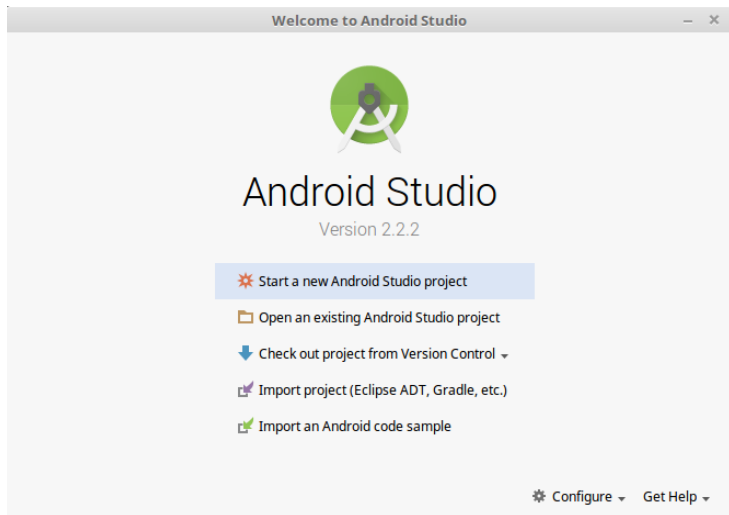 Welcome to Android Studio
Android Studio
Version 2.2.2
Start a new Android Studio project
Open an existing Android Studio project
Check out project from Version Control
Import project (Eclipse ADT, Gradle, etc.)
Import an Android code sample
Configure Get Help